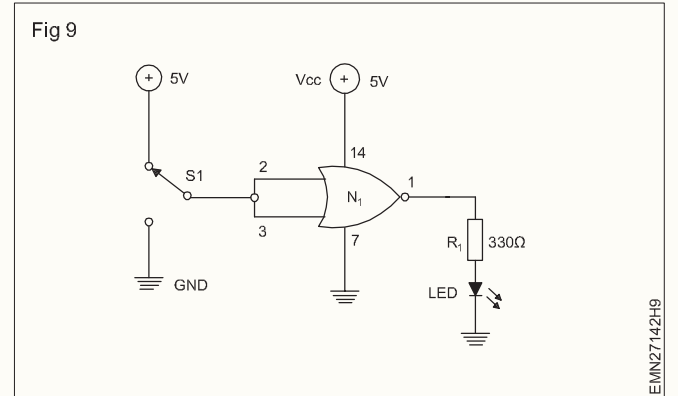 Fig 9
5V
Vcc
5V
14
S1
2
N1
1
3
7
R1
330Ω
GND
LED
EMN27142H9